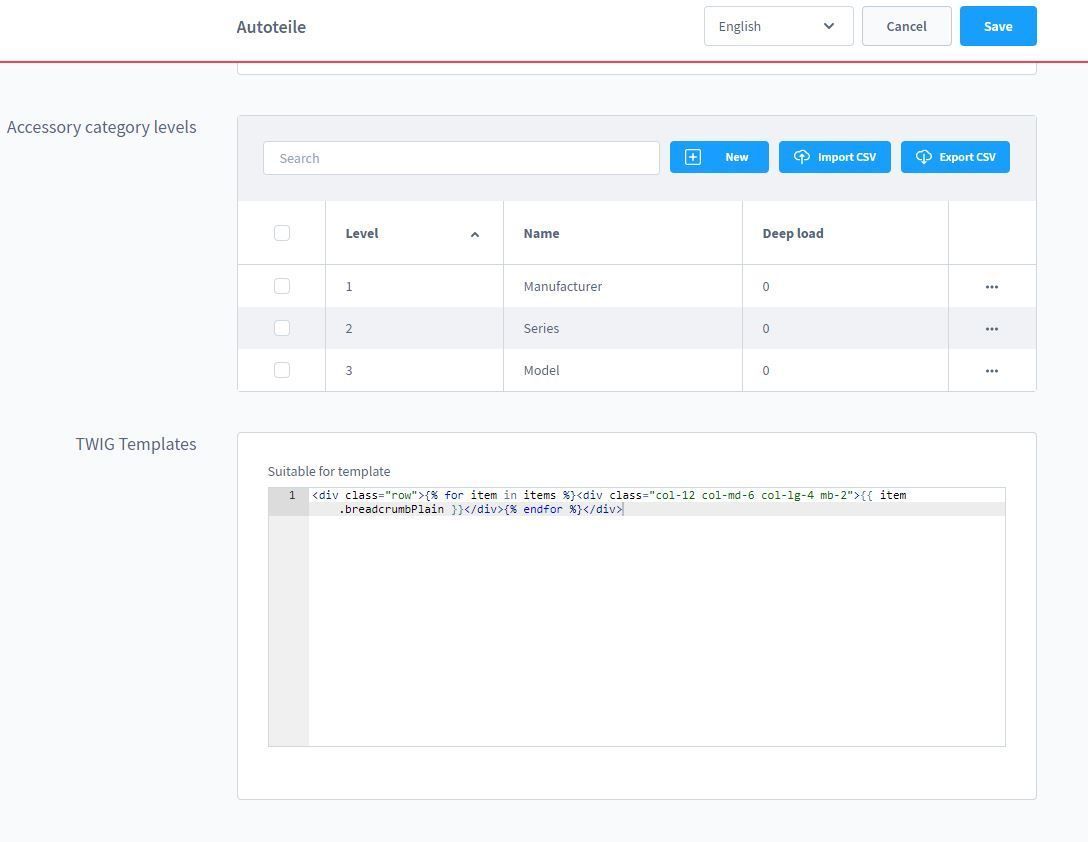 Autoteile
English
Cancel
Save
Accessory category levels
Search
New
Import CSV
Export CSV
Level
Name
Deep load
1
Manufacturer
0
2
Series
0
3
Model
0
TWIG Templates
Suitable for template
1
<div class="row">{% for item in items %}<div class="col-12 col-md-6 col-lg-4 mb-2">{{ item
.breadcrumbPlain }}</div>{% endfor %}</div>